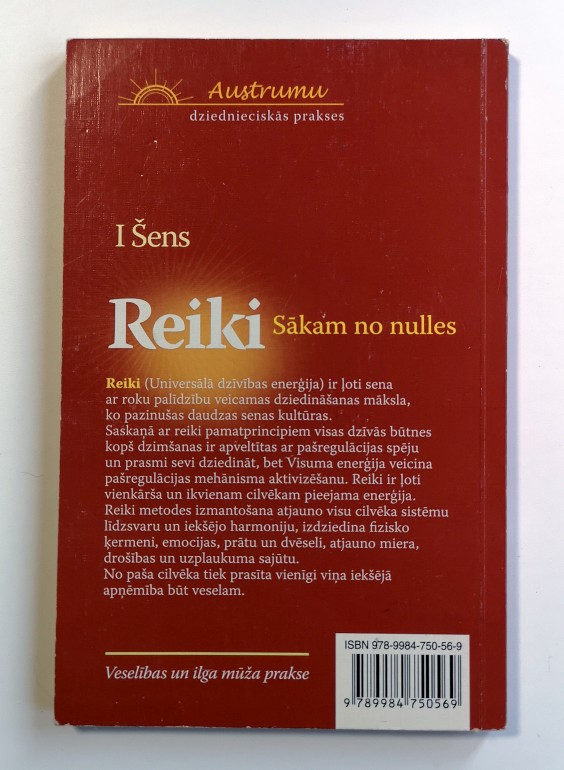 Austrumu
dziednieciskās prakses
I Šens
Reiki Sākam no nulles
Reiki (Universālā dzīvības enerģija) ir ļoti sena
ar roku palīdzību veicamas dziedināšanas māksla,
ko pazinušas daudzas senas kultūras.
Saskaņā ar reiki pamatprincipiem visas dzīvās būtnes
kopš dzimšanas ir apveltītas ar pašregulācijas spēju
un prasmi sevi dziedināt, bet Visuma enerģija veicina
pašregulācijas mehānisma aktivizēšanu. Reiki ir ļoti
vienkārša un ikvienam cilvēkam pieejama enerģija.
Reiki metodes izmantošana atjauno visu cilvēka sistēmu
līdzsvaru un iekšējo harmoniju, izdziedina fizisko
ķermeni, emocijas, prātu un dvēseli, atjauno miera,
drošības un uzplaukuma sajūtu.
No paša cilvēka tiek prasīta vienīgi viņa iekšējā
apņēmība būt veselam.
Veselības un ilga mūža prakse
ISBN 978-9984-750-56-9
9 789984 750569